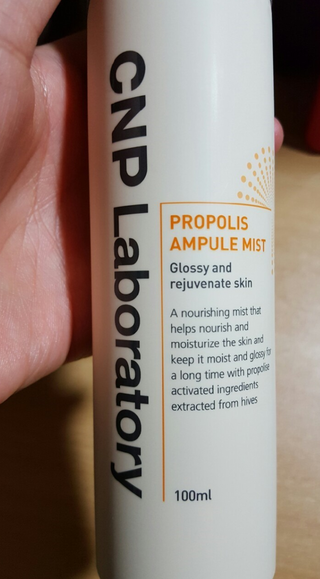 CNP Laboratory
PROPOLIS
AMPULE MIST
Glossy and
rejuvenate skin
A nourishing mist that
helps nourish and
moisturize the skin and
keep it moist and glossy for
a long time with propolise
activated ingredients
extracted from hives
100ml